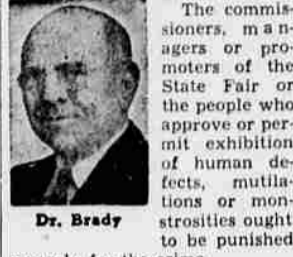 The commis-
sioners, man-
agers or pro-
moters of the
State Fair or
the people who
approve or per-
mit exhibition
of human de-
fects, mutila-
tions or mon-
strosities ought
to be punished
Dr. Brady